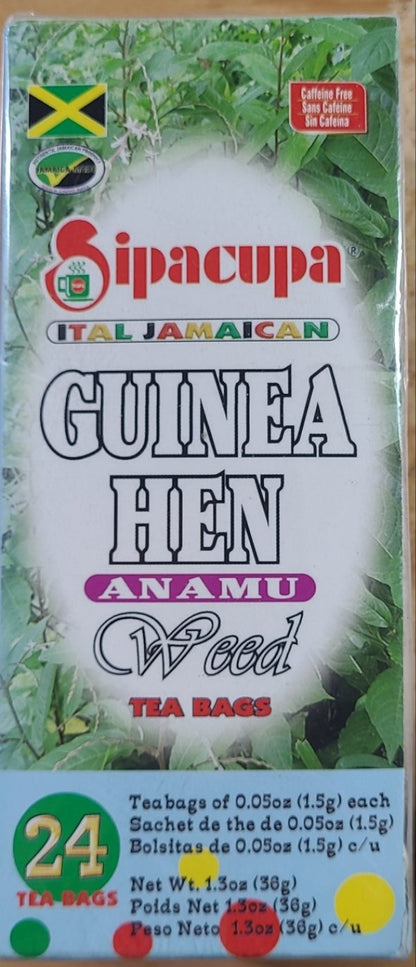 Caffeine Free
Sans Cafeine
Sin Cafeina
Sipacupa®
ITAL JAMAICAN
GUINEA
HEN
ANAMU
Weed
TEA BAGS
24
TEA BAGS
Teabags of 0.05oz (1.5g) each
Sachet de the de 0.05oz (1.5g)
Bolsitas de 0.05oz (1.5g) c/u
Net Wt. 1.3oz (36g)
Poids Net 1.3oz (36g)
Peso Neto 1.3oz (36g) c/u